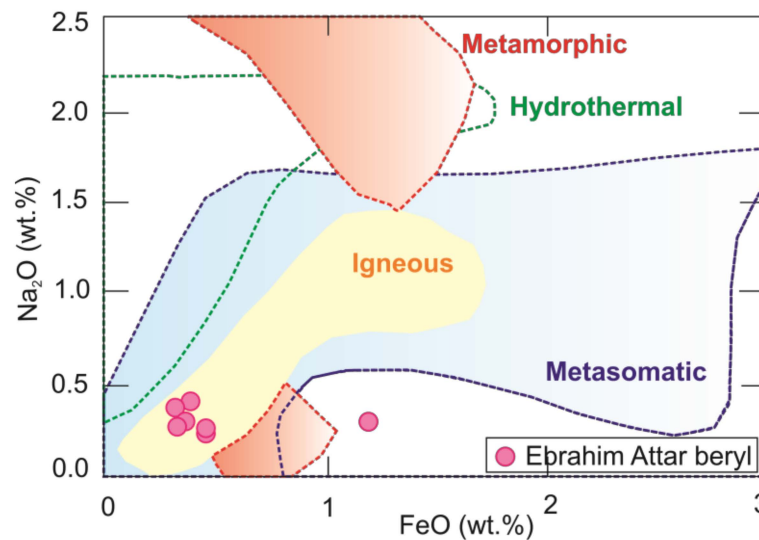 2.5
Metamorphic
2.0
Hydrothermal
1.5
Igneous
1.0
Metasomatic
0.5
Ebrahim Attar beryl
0.0
0
1
2
3
FeO (wt.%)
Na₂O (wt.%)